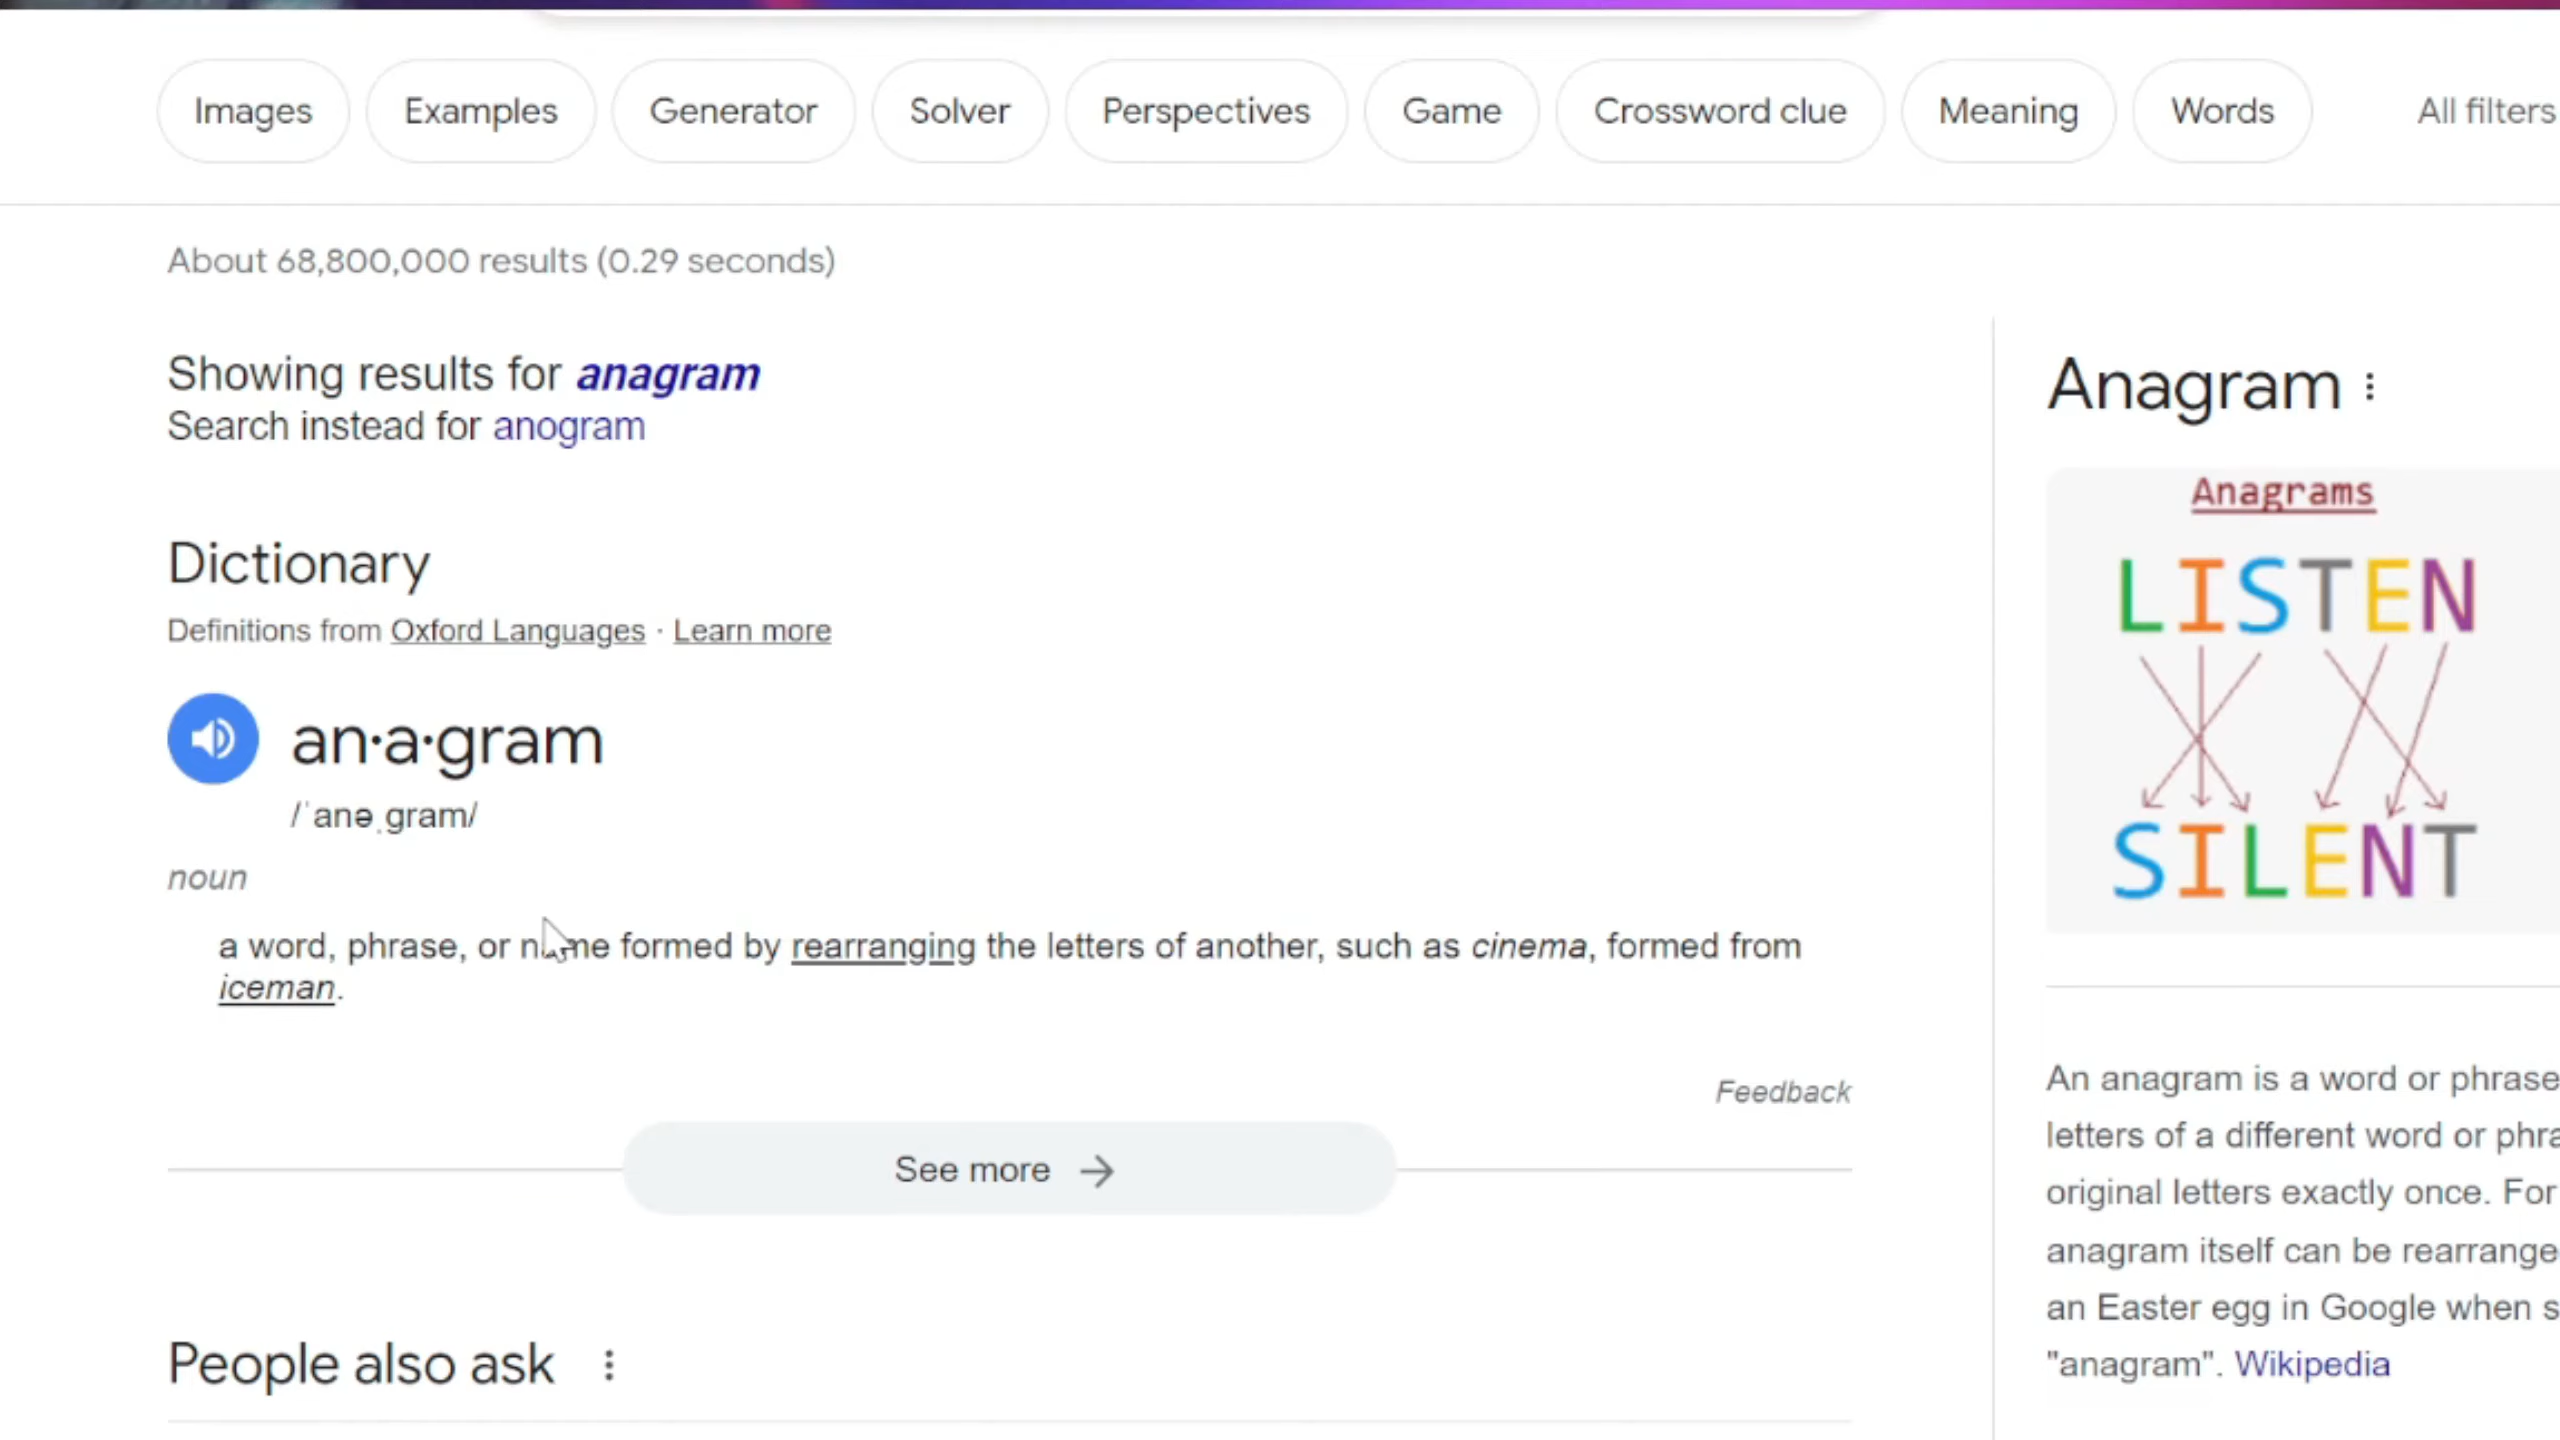 Images
Examples
Generator
Solver
Perspectives
Game
Crossword clue
Meaning
Words
All filters
About 68,800,000 results (0.29 seconds)
Showing results for anagram
Search instead for anogram
Dictionary
Definitions from Oxford Languages · Learn more
an·a·gram
/ˈanəˌgram/
noun
a word, phrase, or name formed by rearranging the letters of another, such as cinema, formed from
iceman.
Feedback
See more
People also ask
Anagram
Anagrams
LISTEN
SILENT
An anagram is a word or phrase
letters of a different word or
original letters exactly once. For
anagram itself can be
an Easter egg in Google when
"anagram". Wikipedia